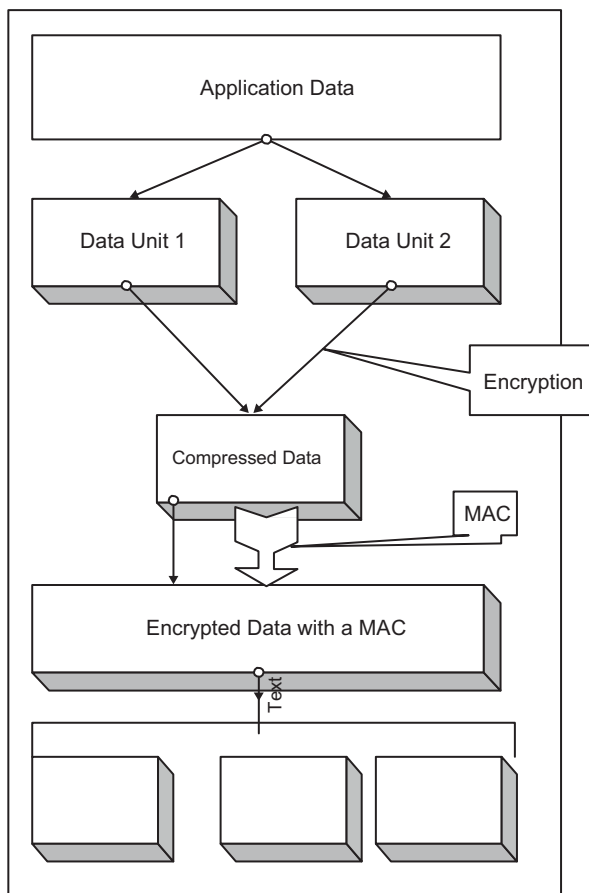 Application Data
Data Unit 1
Data Unit 2
Encryption
Compressed Data
MAC
Encrypted Data with a MAC
Text